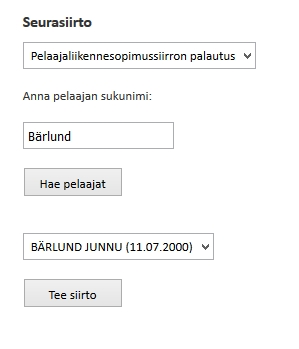 Seurasiirto
Pelaajaliikennesopimussiirron palautus
Anna pelaajan sukunimi:
Bärlund
Hae pelaajat
BÄRLUND JUNNU (11.07.2000)
Tee siirto